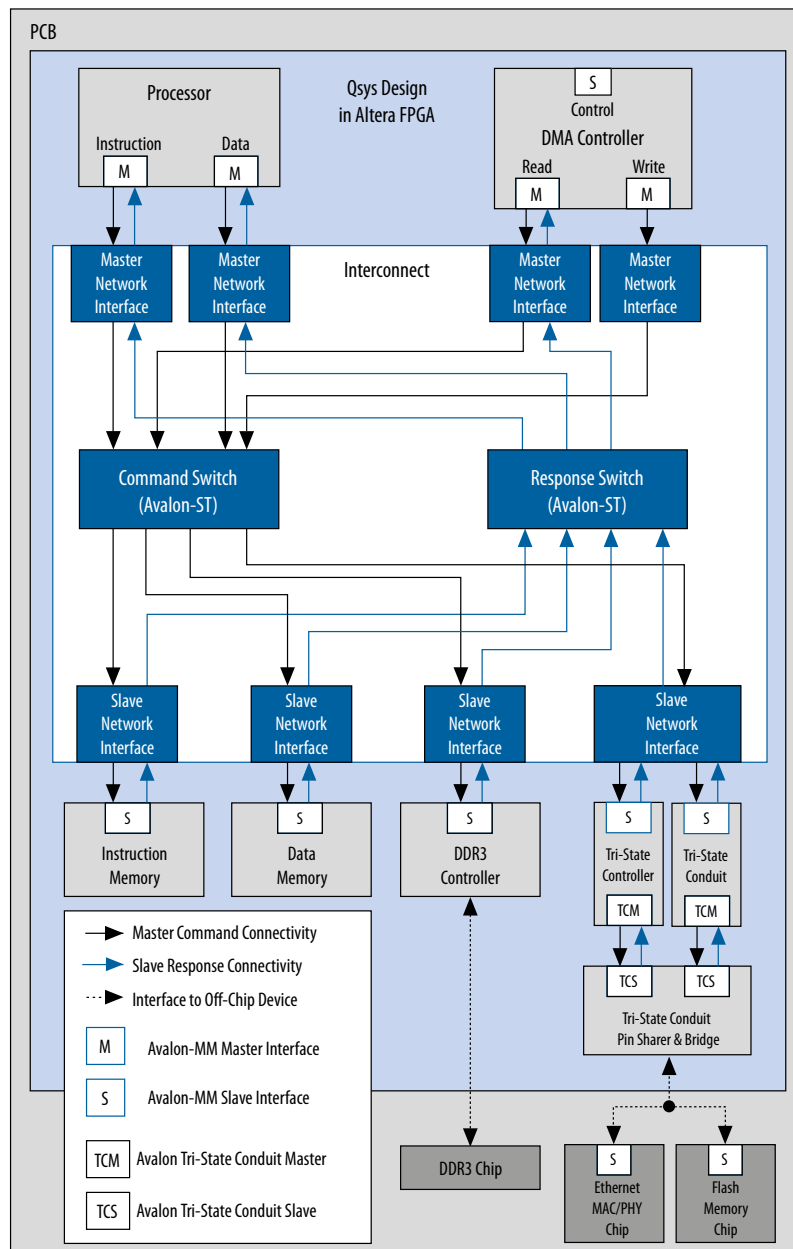 PCB
Processor
Qsys Design
in Altera FPGA
S
Control
DMA Controller
Instruction
Data
Read
Write
M
M
M
M
Master
Network
Interface
Master
Network
Interface
Interconnect
Master
Network
Interface
Master
Network
Interface
Command Switch
(Avalon-ST)
Response Switch
(Avalon-ST)
Slave
Network
Interface
Slave
Network
Interface
Slave
Network
Interface
Slave
Network
Interface
S
Instruction
Memory
S
Data
Memory
S
DDR3
Controller
S
Tri-State
Controller
TCM
S
Tri-State
Conduit
TCM
TCS
TCS
Tri-State Conduit
Pin Sharer & Bridge
Master Command Connectivity
Slave Response Connectivity
Interface to Off-Chip Device
M Avalon-MM Master Interface
S Avalon-MM Slave Interface
TCM Avalon Tri-State Conduit Master
TCS Avalon Tri-State Conduit Slave
DDR3 Chip
S
Ethernet
MAC/PHY
Chip
S
Flash
Memory
Chip